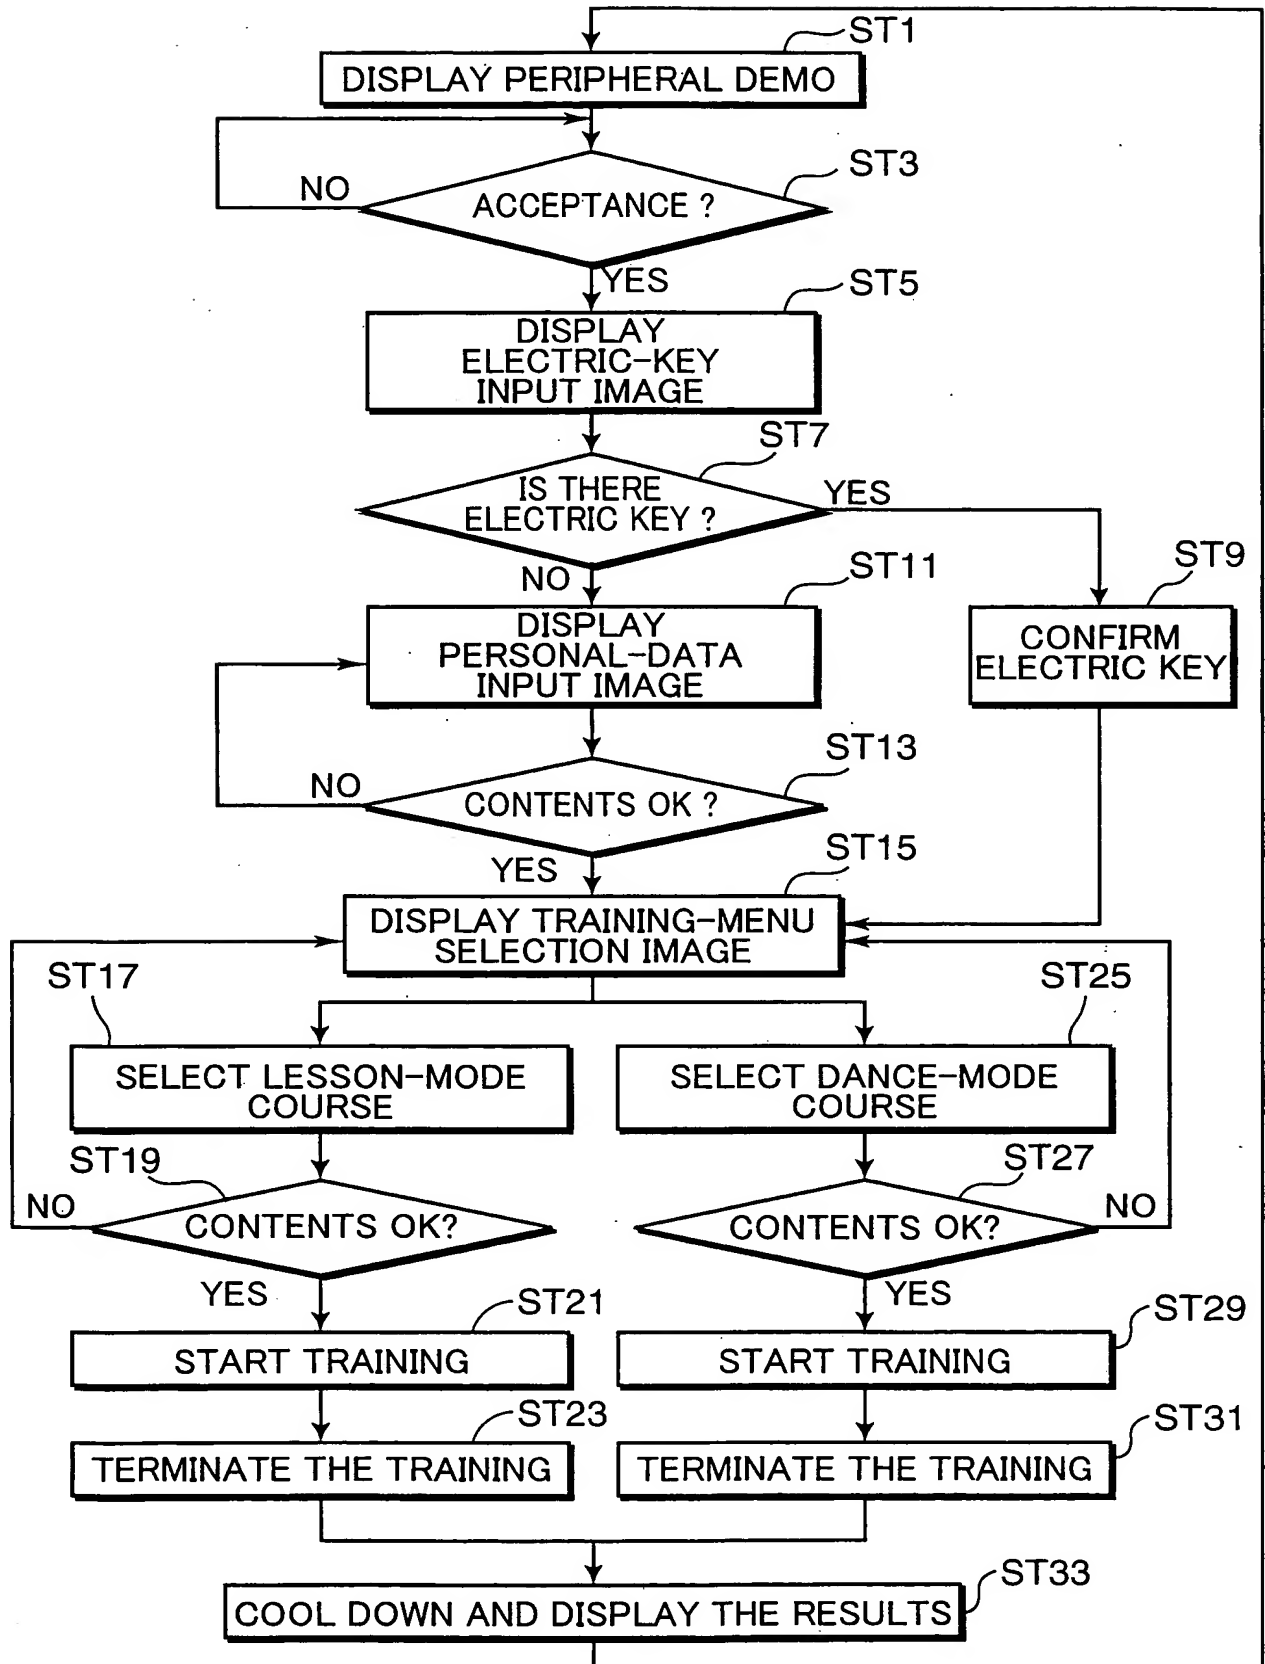 ST1
DISPLAY PERIPHERAL DEMO
ST3
NO
ACCEPTANCE ?
YES
ST5
DISPLAY
ELECTRIC-KEY
INPUT IMAGE
ST7
IS THERE
ELECTRIC KEY ?
YES
NO
ST11
ST9
DISPLAY
PERSONAL-DATA
INPUT IMAGE
CONFIRM
ELECTRIC KEY
ST13
NO
CONTENTS OK ?
YES
ST15
DISPLAY TRAINING-MENU
SELECTION IMAGE
ST17
ST25
SELECT LESSON-MODE
COURSE
SELECT DANCE-MODE
COURSE
ST19
ST27
NO
CONTENTS OK?
CONTENTS OK?
NO
YES
YES
ST21
ST29
START TRAINING
START TRAINING
ST23
ST31
TERMINATE THE TRAINING
TERMINATE THE TRAINING
ST33
COOL DOWN AND DISPLAY THE RESULTS